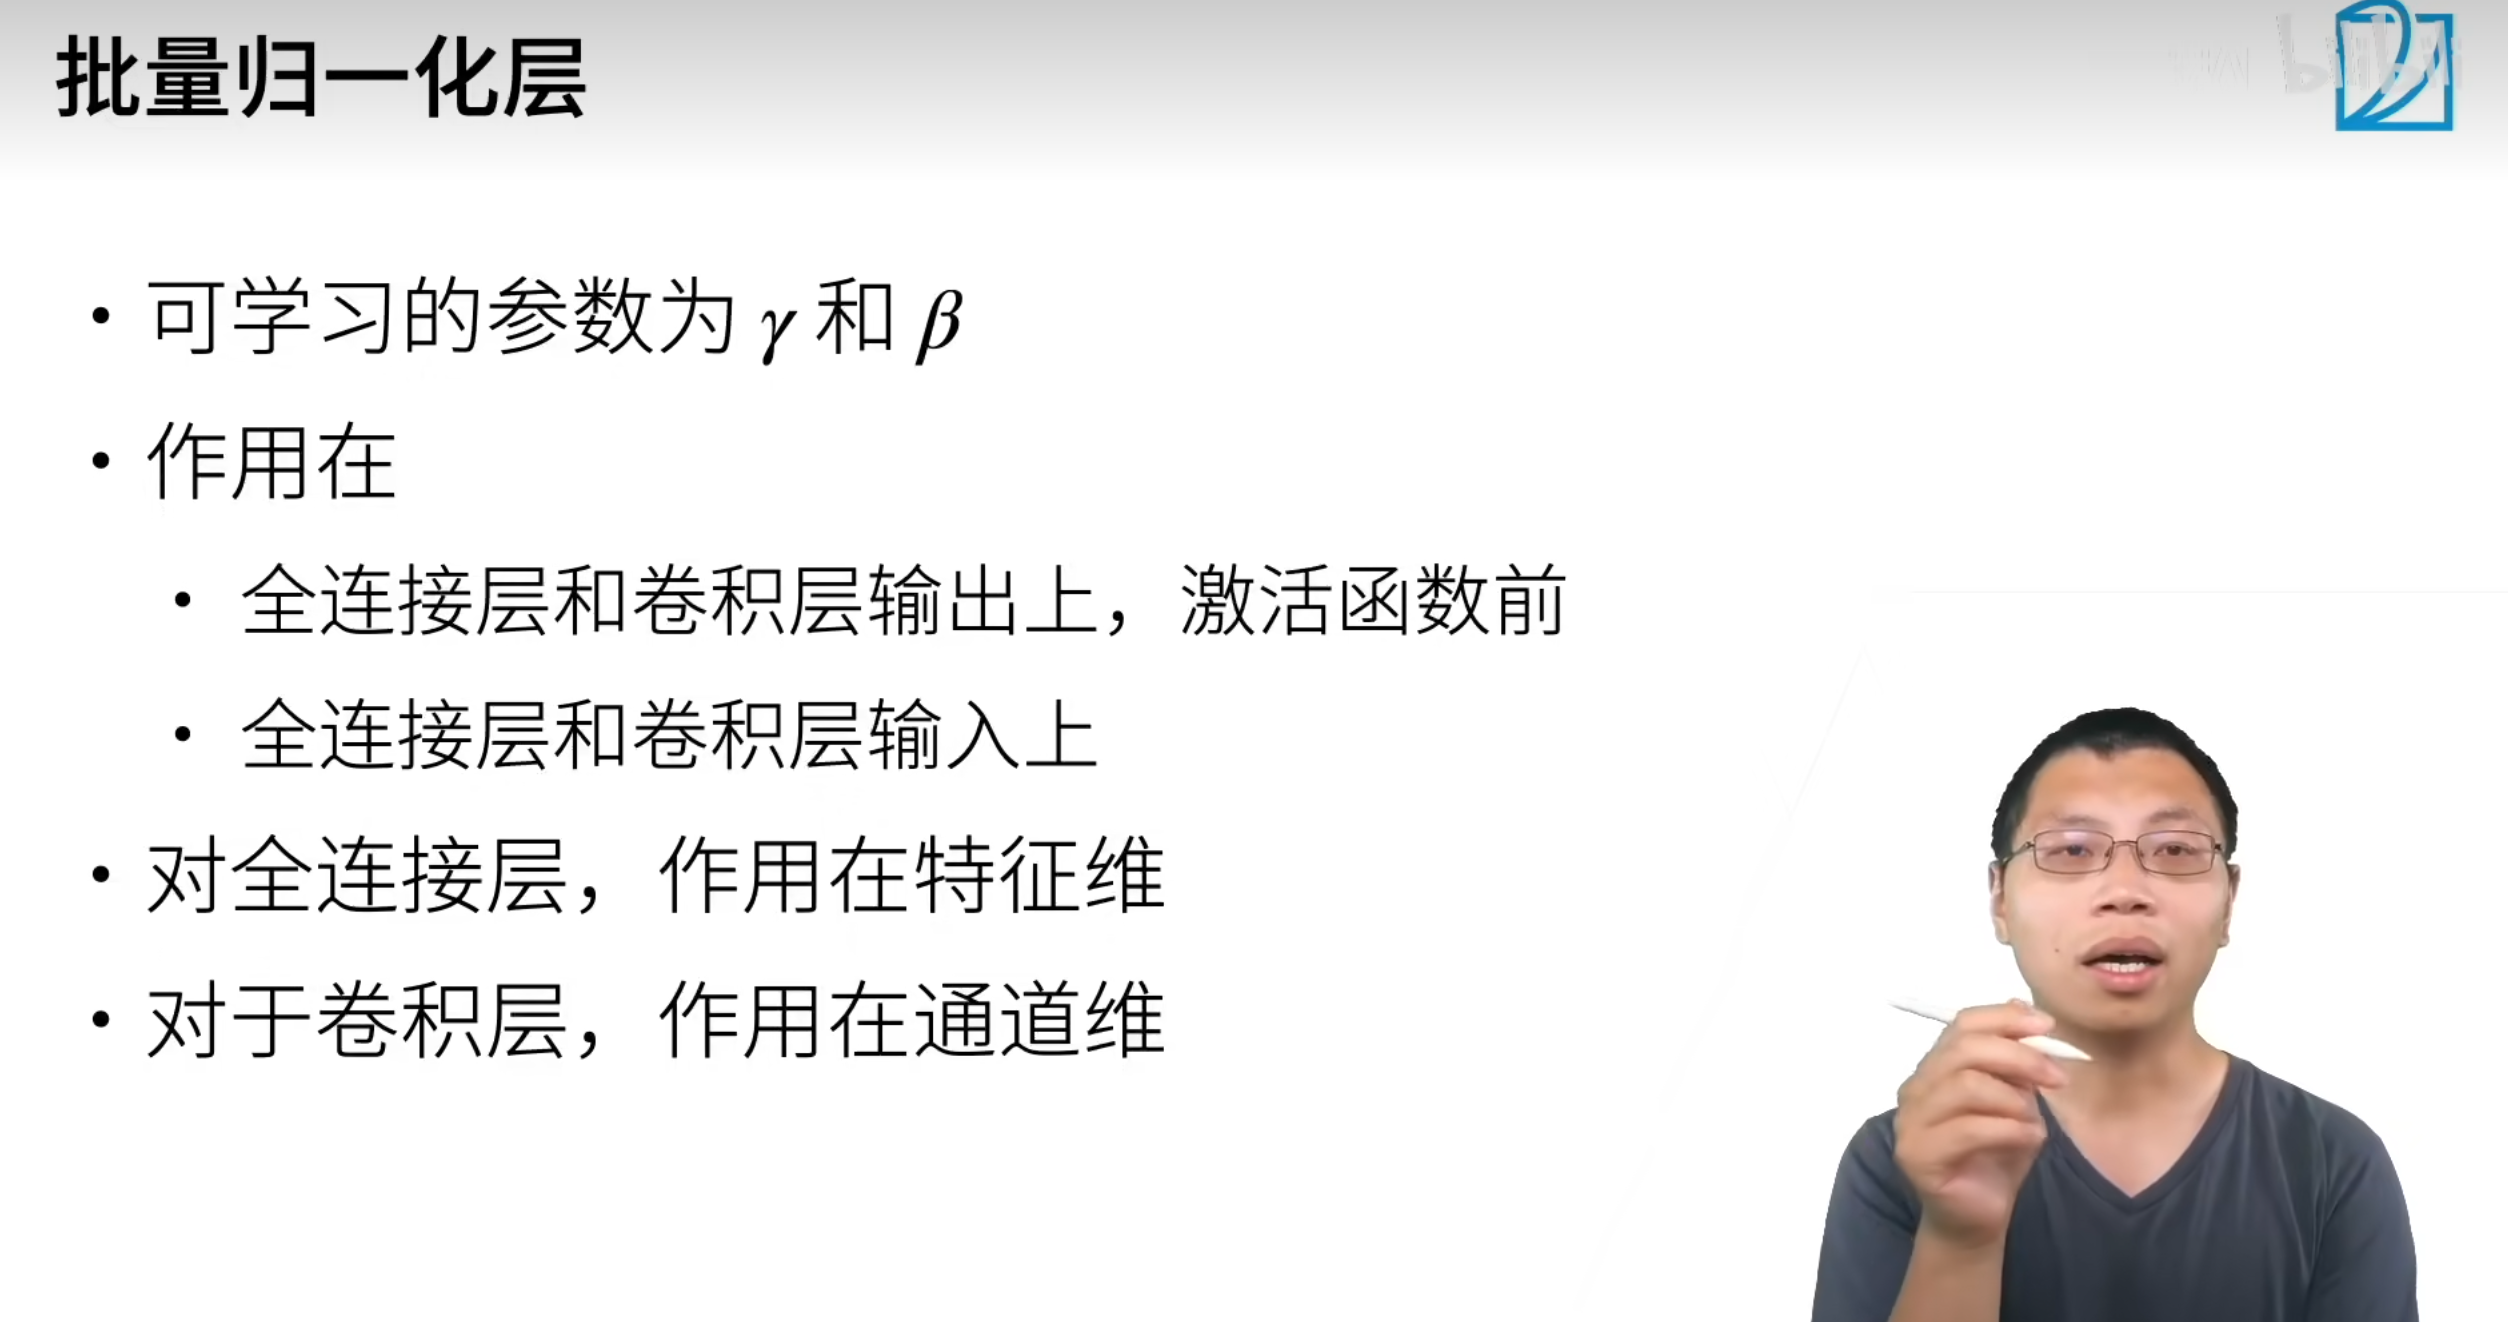 批量归一化层
• 可学习的参数为 γ 和 β
• 作用在
• 全连接层和卷积层输出上，激活函数前
• 全连接层和卷积层输入上
• 对全连接层，作用在特征维
• 对于卷积层，作用在通道维